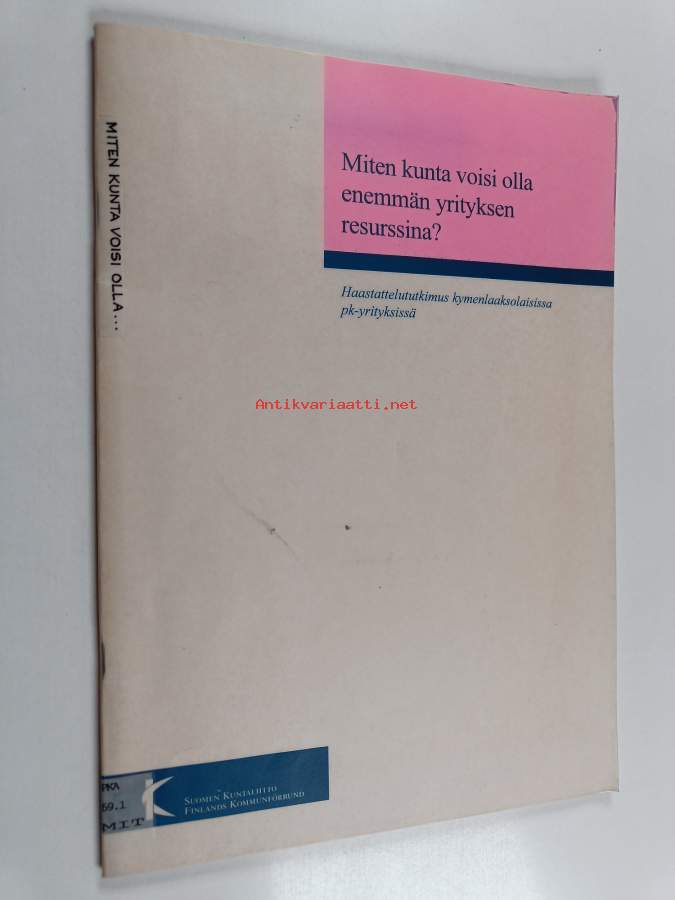 MITEN KUNTA VOISI OLLA...
Miten kunta voisi olla
enemmän yrityksen
resurssina?
Haastattelututkimus kymenlaaksolaisissa
pk-yrityksissä
Antikvariaatti.net
PKA
69.1
MIT
SUOMEN KUNTALIITTO
FINLANDS KOMMUNFÖRBUND